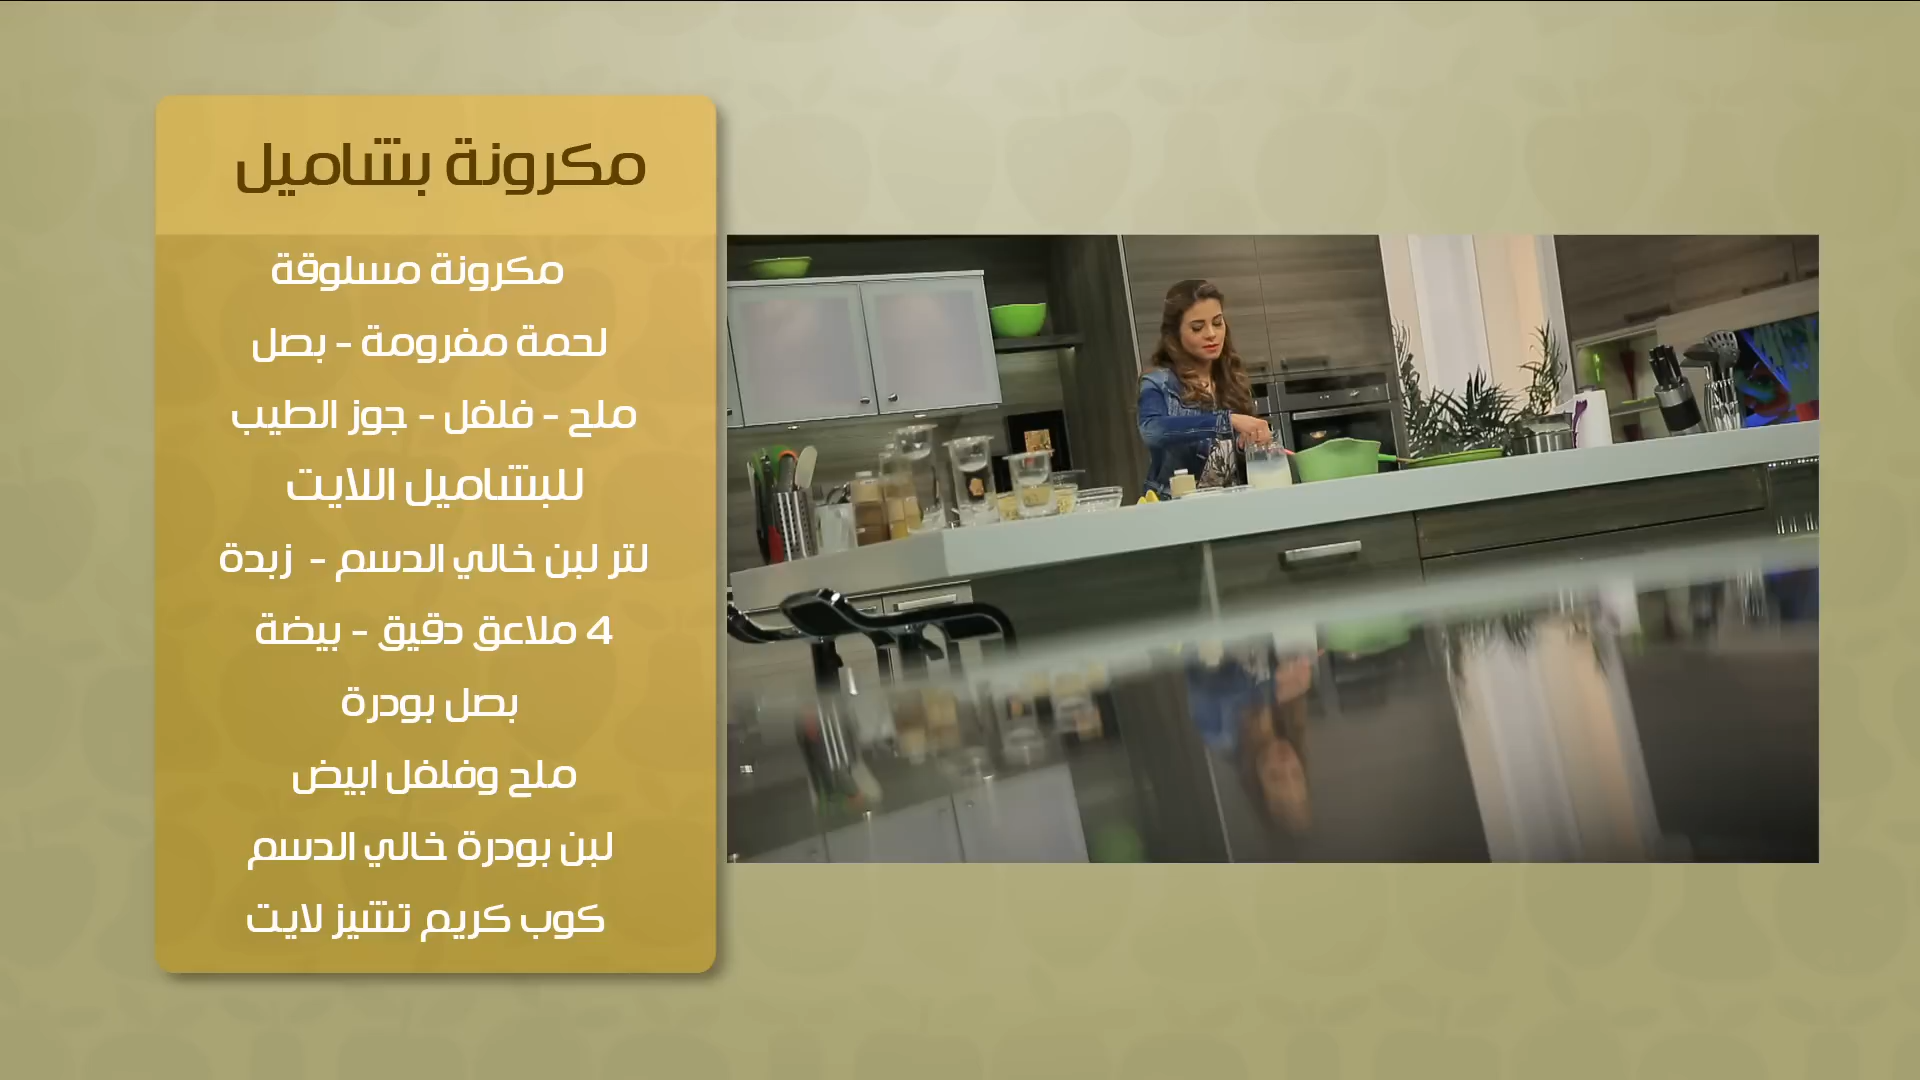 مكرونة بشاميل
مكرونة مسلوقة
لحمة مفرومة - بصل
ملح - فلفل - جوز الطيب
للبشاميل اللايت
لتر لبن خالي الدسم - زبدة
4 ملاعق دقيق - بيضة
بصل بودرة
ملح وفلفل ابيض
لبن بودرة خالي الدسم
كوب كريم تشيز لايت